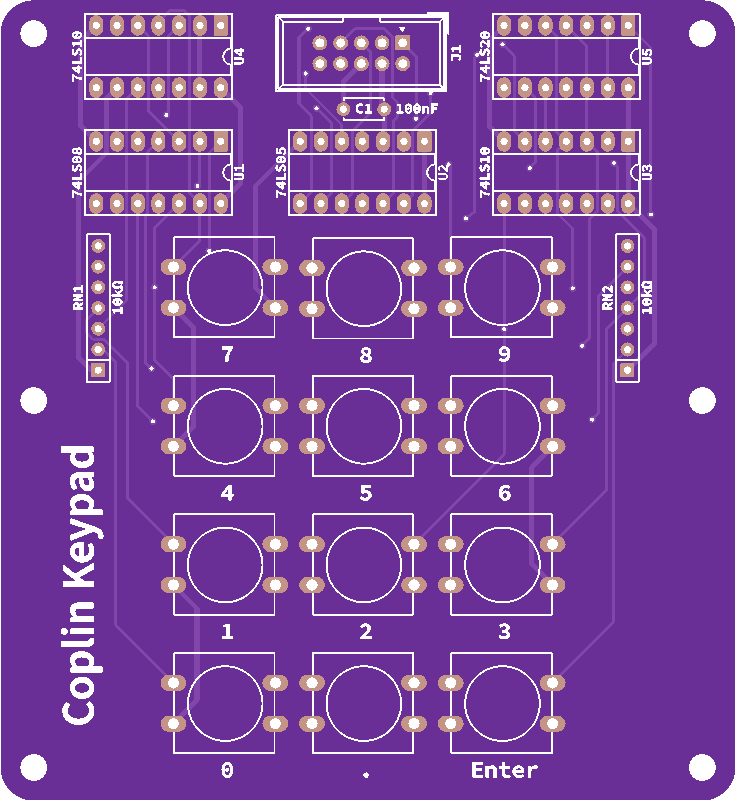 74LS10
U4
J1
74LS20
U5
C1
100nF
74LS08
U1
74LS05
U2
74LS10
U3
RN1
10kΩ
RN2
10kΩ
7
8
9
4
5
6
Coplin Keypad
1
2
3
0
.
Enter